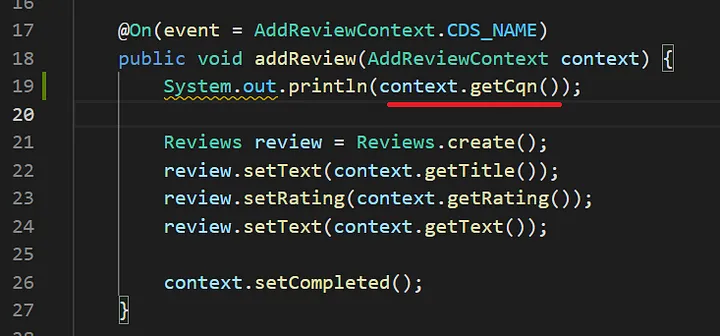 16
17 @On(event = AddReviewContext.CDS_NAME)
18 public void addReview(AddReviewContext context) {
19 System.out.println(context.getCqn());
20
21 Reviews review = Reviews.create();
22 review.setText(context.getTitle());
23 review.setRating(context.getRating());
24 review.setText(context.getText());
25
26 context.setCompleted();
27 }
28